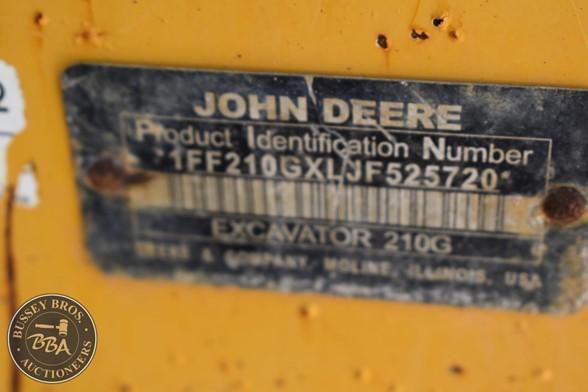 JOHN DEERE
Product Identification Number
*1FF210GXLJF525720*
EXCAVATOR 210G
DEERE & COMPANY, MOLINE, ILLINOIS, USA
BUSSEY BROS.
BBA
AUCTIONEERS